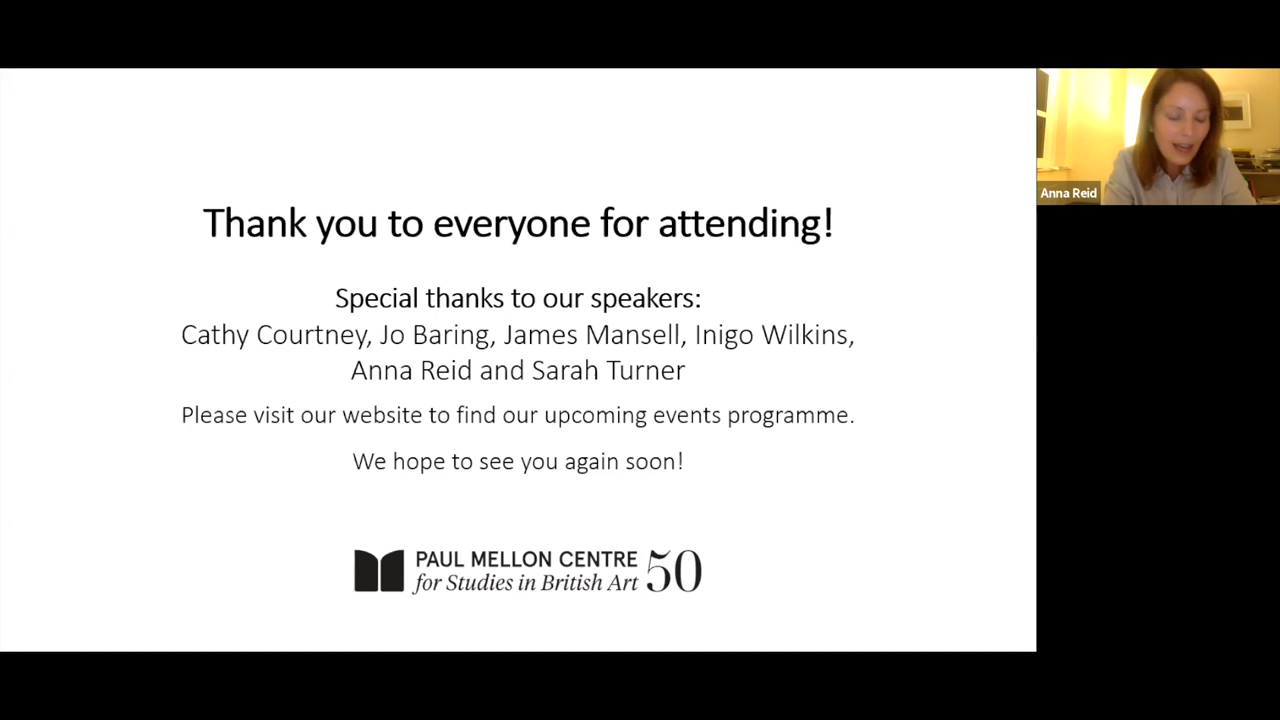 Thank you to everyone for attending!
Special thanks to our speakers:
Cathy Courtney, Jo Baring, James Mansell, Inigo Wilkins,
Anna Reid and Sarah Turner
Please visit our website to find our upcoming events programme.
We hope to see you again soon!
PAUL MELLON CENTRE
for Studies in British Art
50
Anna Reid